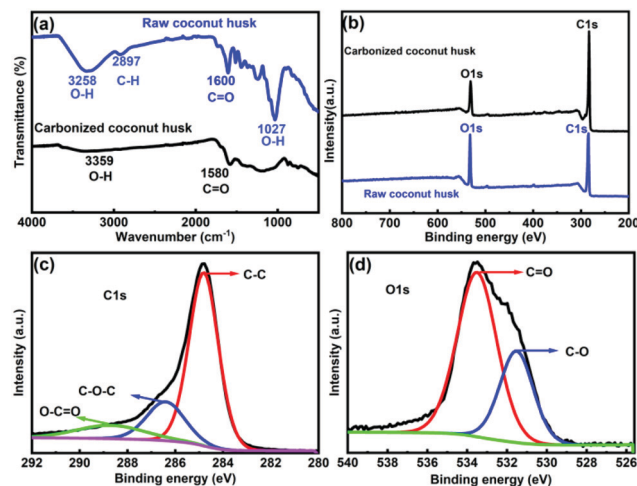 (a)
Raw coconut husk
3258
O-H
2897
C-H
1600
C=O
1027
O-H
Carbonized coconut husk
3359
O-H
1580
C=O
Transmittance (%)
4000 3000 2000 1000
Wavenumber (cm⁻¹)
(b)
C1s
Carbonized coconut husk
O1s
O1s
C1s
Raw coconut husk
Intensity(a.u.)
800 700 600 500 400 300 200
Binding energy (eV)
(c)
C1s
C-C
C-O-C
O-C=O
Intensity (a.u.)
292 290 288 286 284 282 280
Binding energy (eV)
(d)
O1s
C=O
C-O
Intensity (a.u.)
540 538 536 534 532 530 528 526
Binding energy (eV)